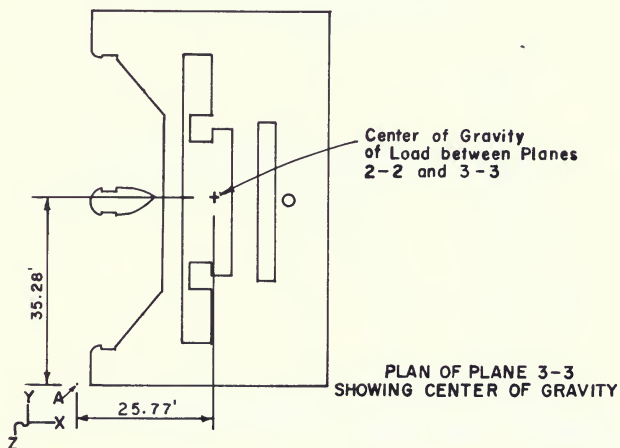 Center of Gravity
of Load between Planes
2-2 and 3-3
35.28'
PLAN OF PLANE 3-3
SHOWING CENTER OF GRAVITY
Y A
X
25.77'
Z